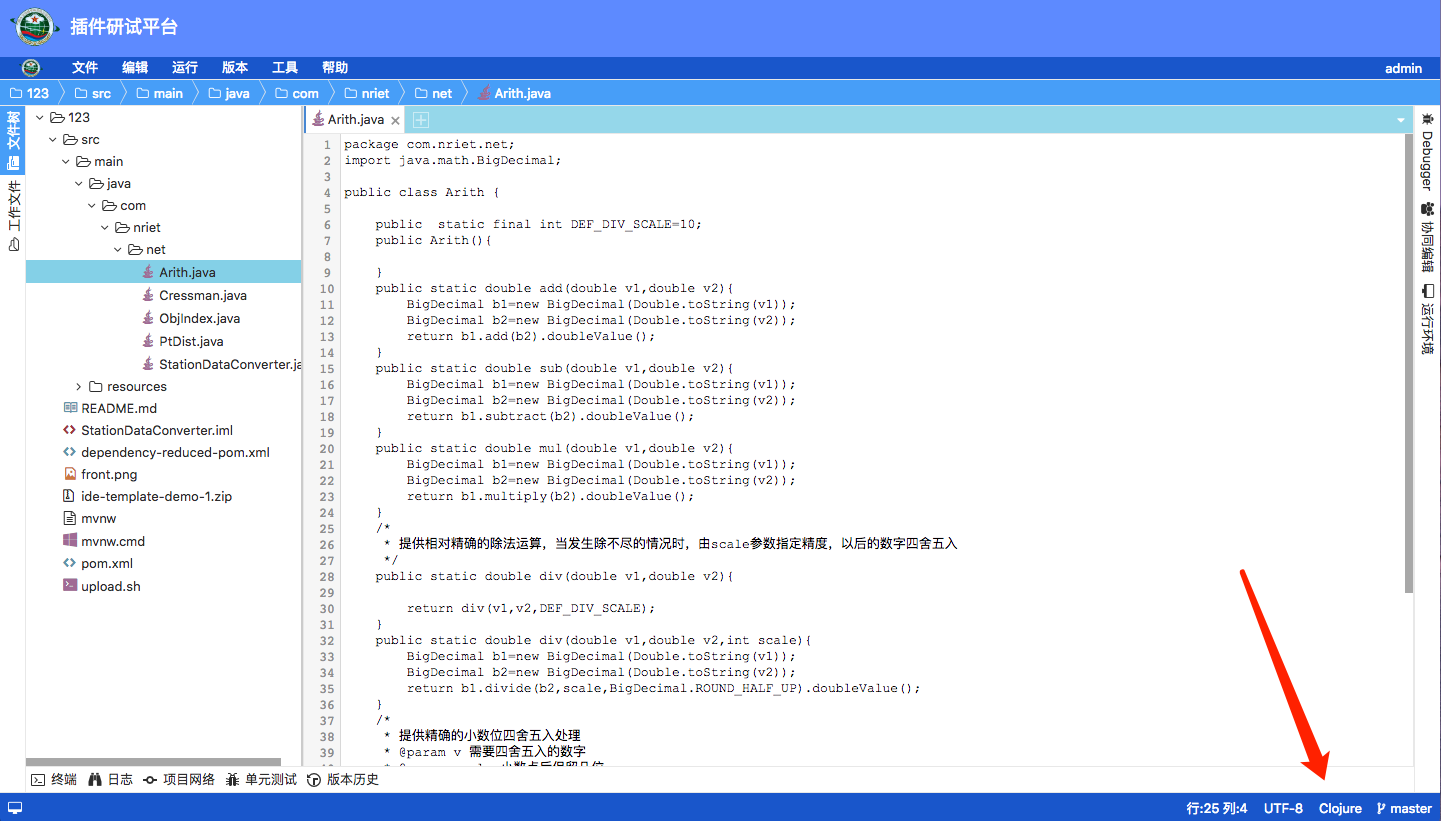 插件研试平台
文件 编辑 运行 版本 工具 帮助 admin
123 src main java com nriet net Arith.java
文件树
工作文件
123
src
main
java
com
nriet
net
Arith.java
Cressman.java
ObjIndex.java
PtDist.java
StationDataConverter.ja
resources
README.md
StationDataConverter.iml
dependency-reduced-pom.xml
front.png
ide-template-demo-1.zip
mvnw
mvnw.cmd
pom.xml
upload.sh
Arith.java
1 package com.nriet.net;
2 import java.math.BigDecimal;
3
4 public class Arith {
5
6     public  static final int DEF_DIV_SCALE=10;
7     public Arith(){
8
9     }
10     public static double add(double v1,double v2){
11         BigDecimal b1=new BigDecimal(Double.toString(v1));
12         BigDecimal b2=new BigDecimal(Double.toString(v2));
13         return b1.add(b2).doubleValue();
14     }
15     public static double sub(double v1,double v2){
16         BigDecimal b1=new BigDecimal(Double.toString(v1));
17         BigDecimal b2=new BigDecimal(Double.toString(v2));
18         return b1.subtract(b2).doubleValue();
19     }
20     public static double mul(double v1,double v2){
21         BigDecimal b1=new BigDecimal(Double.toString(v1));
22         BigDecimal b2=new BigDecimal(Double.toString(v2));
23         return b1.multiply(b2).doubleValue();
24     }
25     /*
26      * 提供相对精确的除法运算，当发生除不尽的情况时，由scale参数指定精度，以后的数字四舍五入
27      */
28     public static double div(double v1,double v2){
29
30         return div(v1,v2,DEF_DIV_SCALE);
31     }
32     public static double div(double v1,double v2,int scale){
33         BigDecimal b1=new BigDecimal(Double.toString(v1));
34         BigDecimal b2=new BigDecimal(Double.toString(v2));
35         return b1.divide(b2,scale,BigDecimal.ROUND_HALF_UP).doubleValue();
36     }
37     /*
38      * 提供精确的小数位四舍五入处理
39      * @param v 需要四舍五入的数字
Debugger
协同编辑
运行环境
终端 日志 项目网络 单元测试 版本历史
行:25 列:4 UTF-8 Clojure master